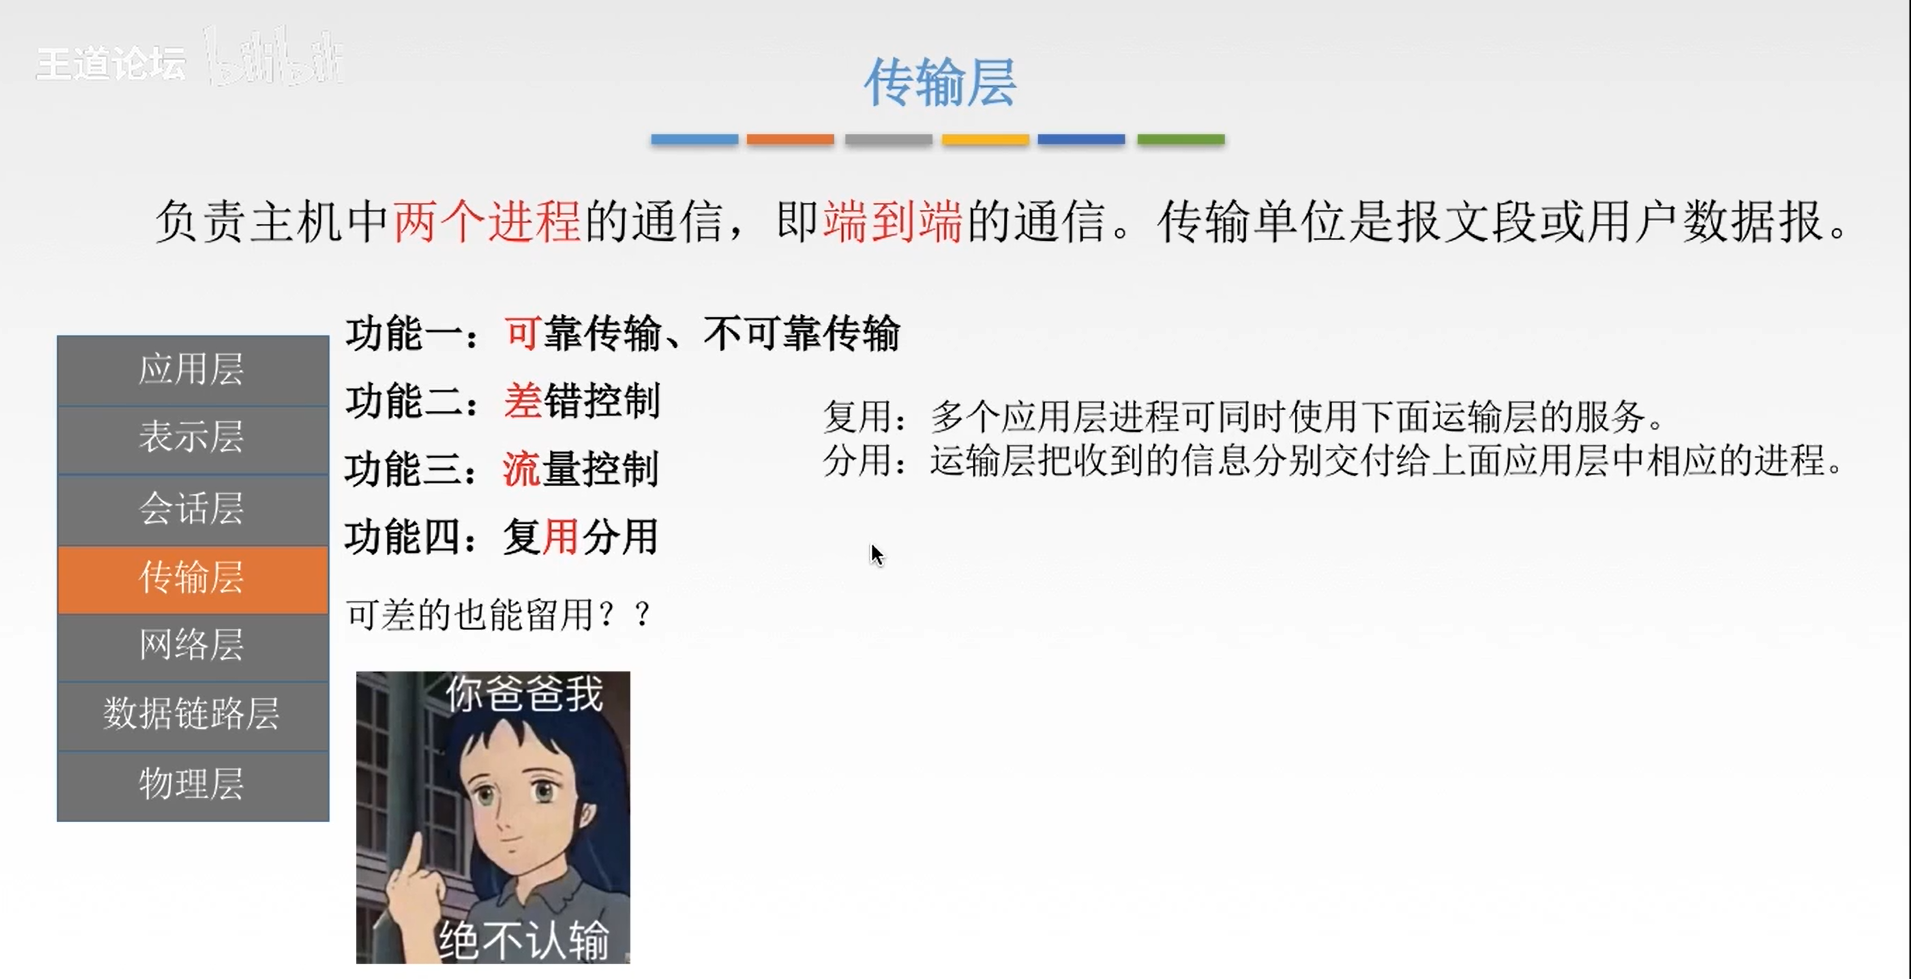 王道论坛 bilibili
传输层
负责主机中两个进程的通信，即端到端的通信。传输单位是报文段或用户数据报。
应用层
表示层
会话层
传输层
网络层
数据链路层
物理层
功能一：可靠传输、不可靠传输
功能二：差错控制
功能三：流量控制
功能四：复用分用
可差的也能留用？？
复用：多个应用层进程可同时使用下面运输层的服务。
分用：运输层把收到的信息分别交付给上面应用层中相应的进程。
你爸爸我
绝不认输